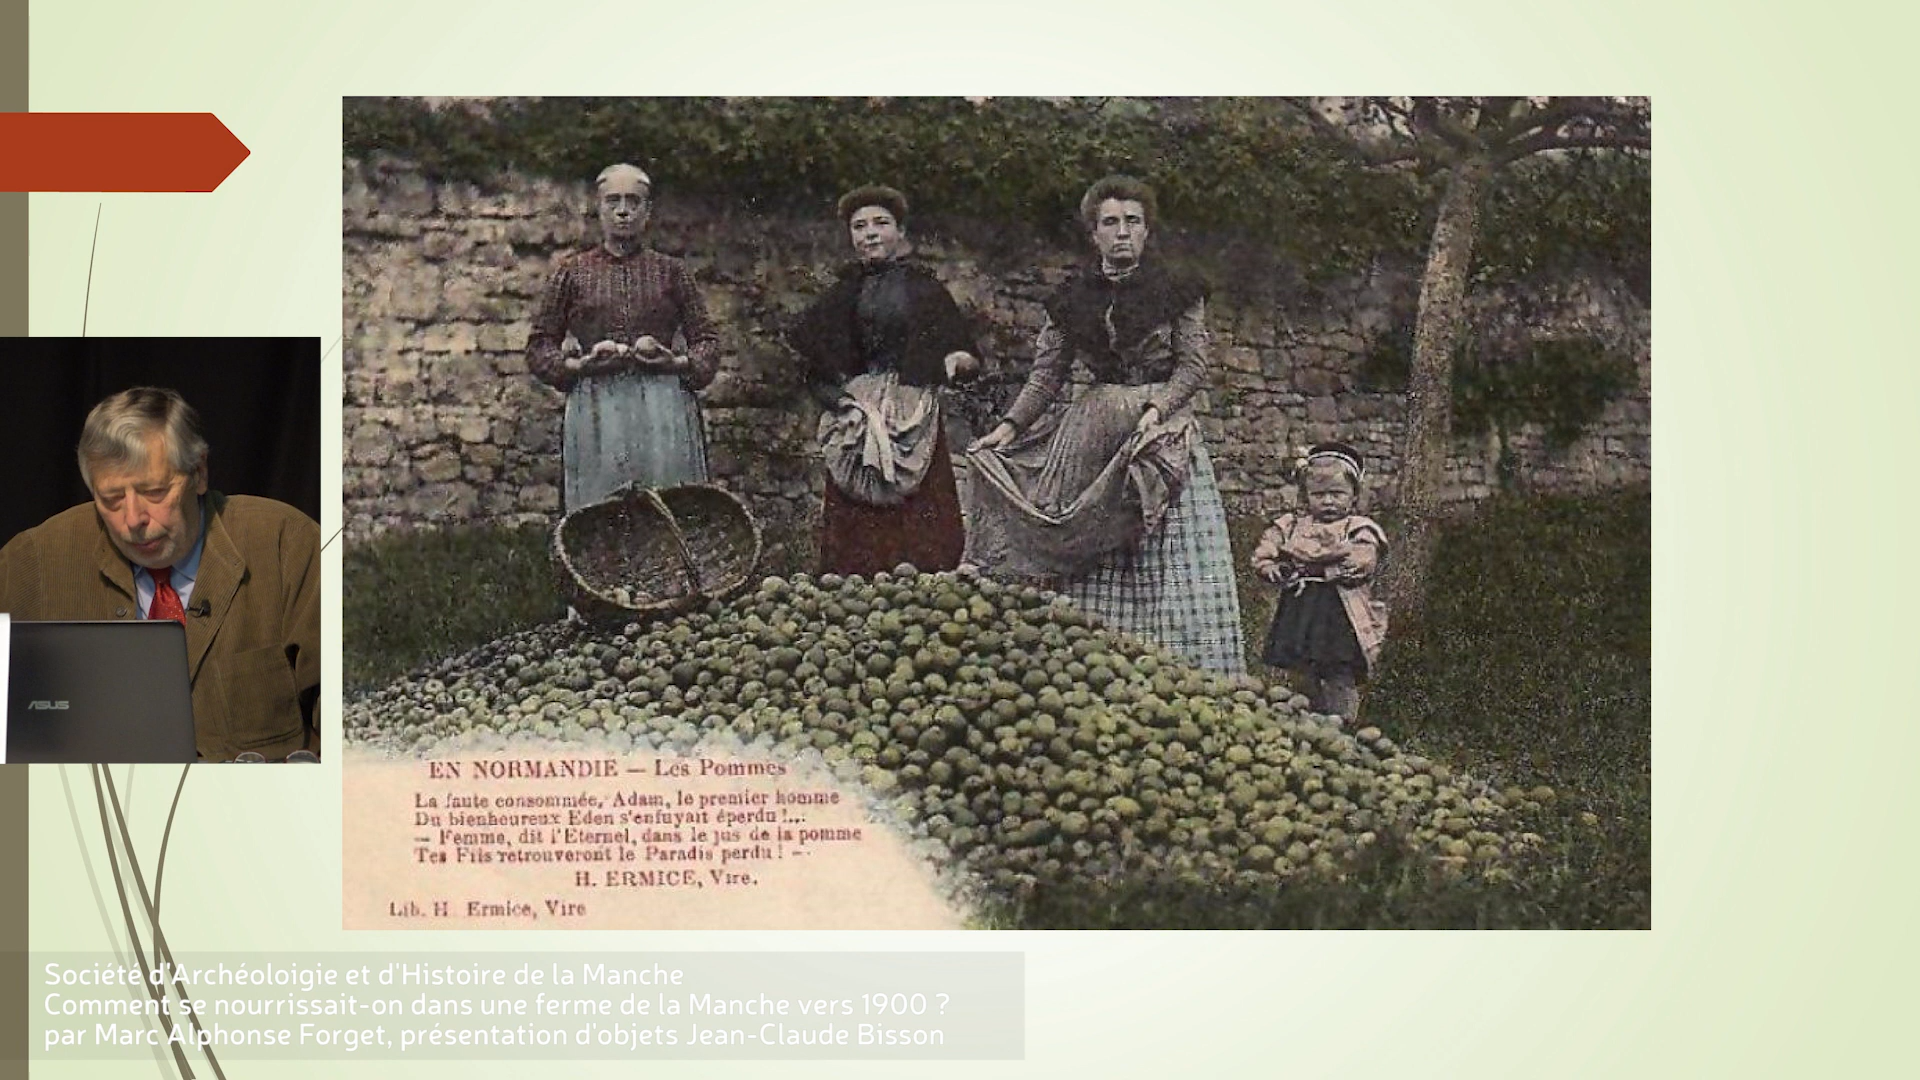 EN NORMANDIE — Les Pommes
La faute consommée, Adam, le premier homme
Du bienheureux Eden s'enfuyait éperdu !...
— Femme, dit l'Eternel, dans le jus de la pomme
Tes Fils retrouveront le Paradis perdu ! —
H. ERMICE, Vire.
Lib. H. Ermice, Vire
ASUS
Société d'Archéoloigie et d'Histoire de la Manche
Comment se nourrissait-on dans une ferme de la Manche vers 1900 ?
par Marc Alphonse Forget, présentation d'objets Jean-Claude Bisson